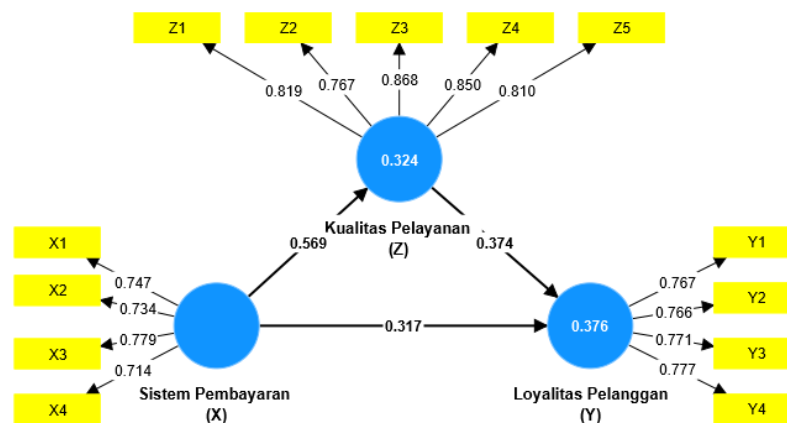 Z1 Z2 Z3 Z4 Z5
0.819 0.767 0.868 0.850 0.810
0.324
Kualitas Pelayanan
(Z)
0.569 0.374
X1
X2
X3
X4
0.747
0.734
0.779
0.714
Sistem Pembayaran
(X)
0.317
0.376
Loyalitas Pelanggan
(Y)
0.767
0.766
0.771
0.777
Y1
Y2
Y3
Y4